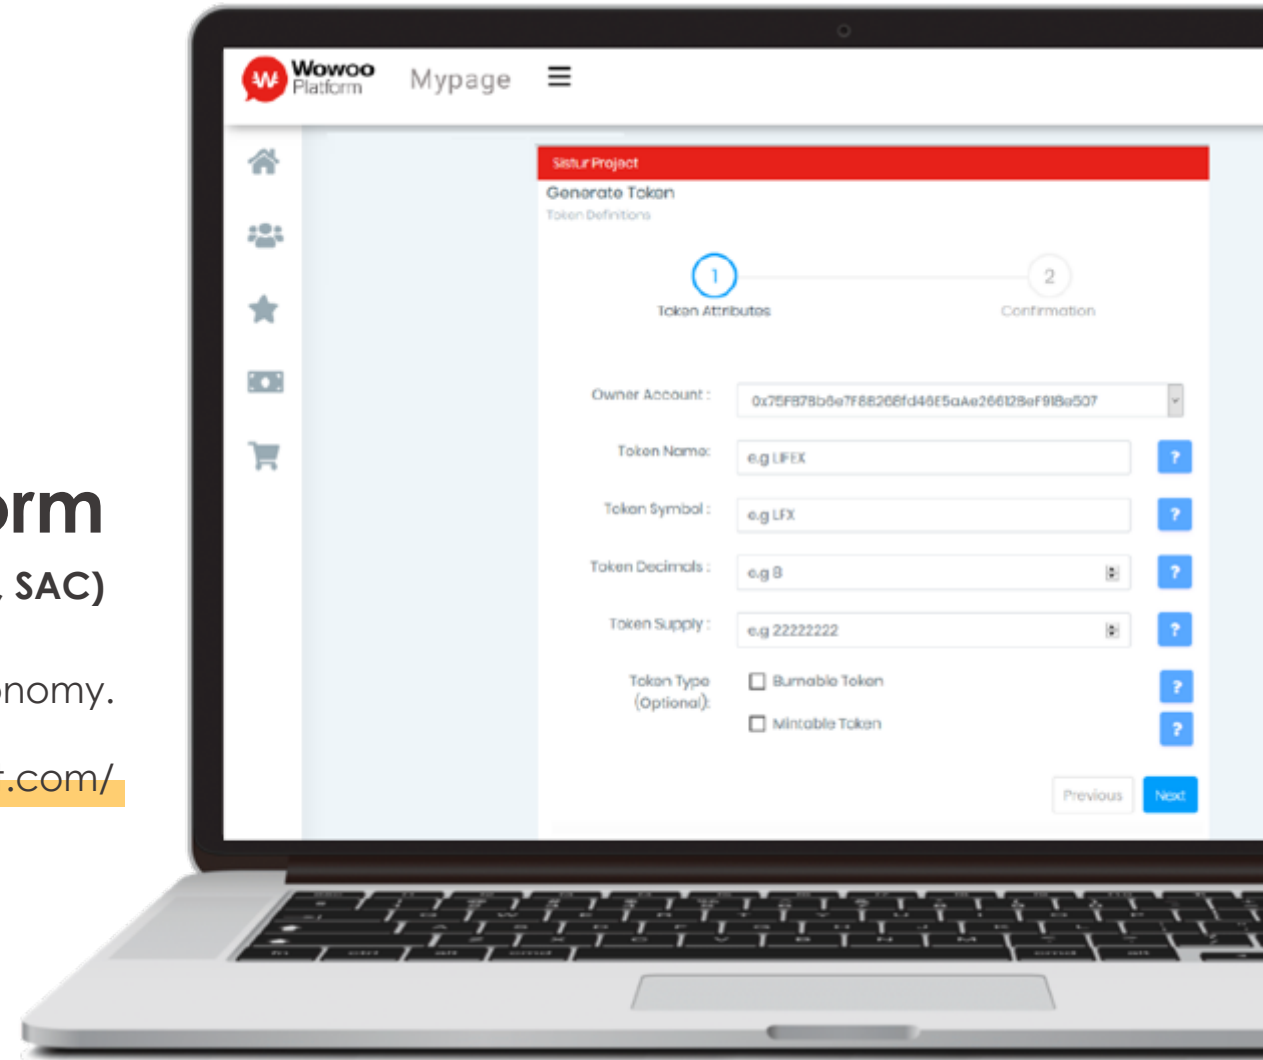 Wowoo
Platform
Mypage
Sistur Project
Generate Token
Token Definitions
1
2
Token Attributes
Confirmation
Owner Account :
Token Name:
e.g LIFEX
?
Token Symbol :
e.g LFX
?
Token Decimals :
e.g 8
?
Token Supply :
e.g 22222222
?
Token Type
(Optional):
Burnable Token
?
Mintable Token
?
Previous
Next
orm
, SAC)
onomy.
.com/